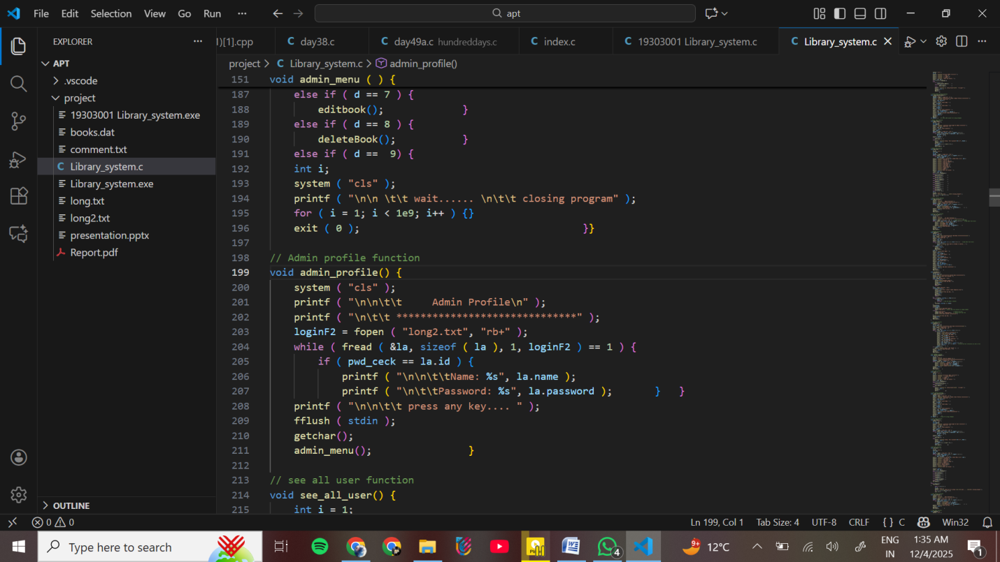 File Edit Selection View Go Run ··· apt
EXPLORER ···
APT
.vscode
project
19303001 Library_system.exe
books.dat
comment.txt
Library_system.c
Library_system.exe
long.txt
long2.txt
presentation.pptx
Report.pdf
OUTLINE
)[1].cpp C day38.c C day49a.c hundreddays.c C index.c C 19303001 Library_system.c C Library_system.c
project > C Library_system.c > admin_profile()
151 void admin_menu ( ) {
187 else if ( d == 7 ) {
188 editbook(); }
189 else if ( d == 8 ) {
190 deleteBook(); }
191 else if ( d == 9) {
192 int i;
193 system ( "cls" );
194 printf ( "\n\n \t\t wait...... \n\t\t closing program" );
195 for ( i = 1; i < 1e9; i++ ) {}
196 exit ( 0 ); }}
197
198 // Admin profile function
199 void admin_profile() {
200 system ( "cls" );
201 printf ( "\n\n\t\t     Admin Profile\n" );
202 printf ( "\n\t\t ******************************" );
203 loginF2 = fopen ( "long2.txt", "rb+" );
204 while ( fread ( &la, sizeof ( la ), 1, loginF2 ) == 1 ) {
205 if ( pwd_ceck == la.id ) {
206 printf ( "\n\n\t\tName: %s", la.name );
207 printf ( "\n\t\tPassword: %s", la.password ); } }
208 printf ( "\n\n\t\t press any key.... " );
209 fflush ( stdin );
210 getchar();
211 admin_menu(); }
212
213 // see all user function
214 void see_all_user() {
215 int i = 1;
0 0 Ln 199, Col 1 Tab Size: 4 UTF-8 CRLF { } C Win32
Type here to search 4 9+ 12°C ENG IN 1:35 AM 12/4/2025 1